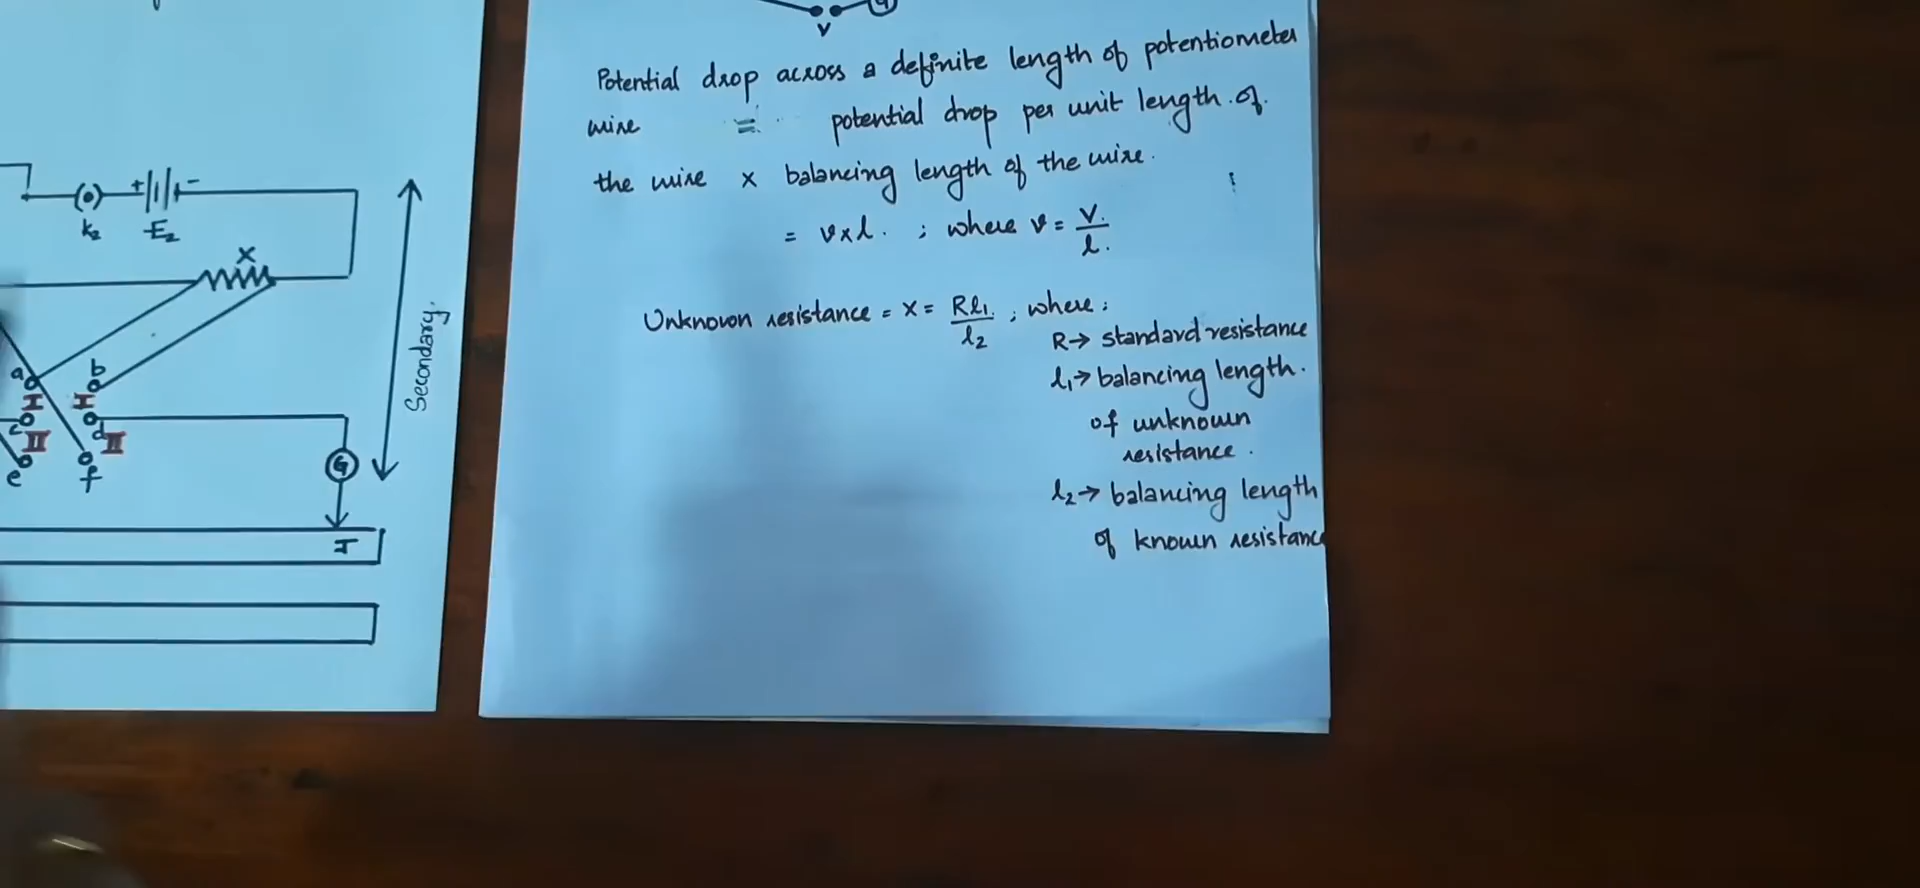 k2
+ -
E2
X
a
b
I I
c
d
II II
e
f
G
J
Secondary.
V
Potential drop across a definite length of potentiometer
wire = potential drop per unit length of
the wire x balancing length of the wire.
= v x l. ; where v = V/l.
Unknown resistance = X = Rl1/l2 ; where:
R → standard resistance
l1 → balancing length.
of unknown
resistance.
l2 → balancing length
of known resistance